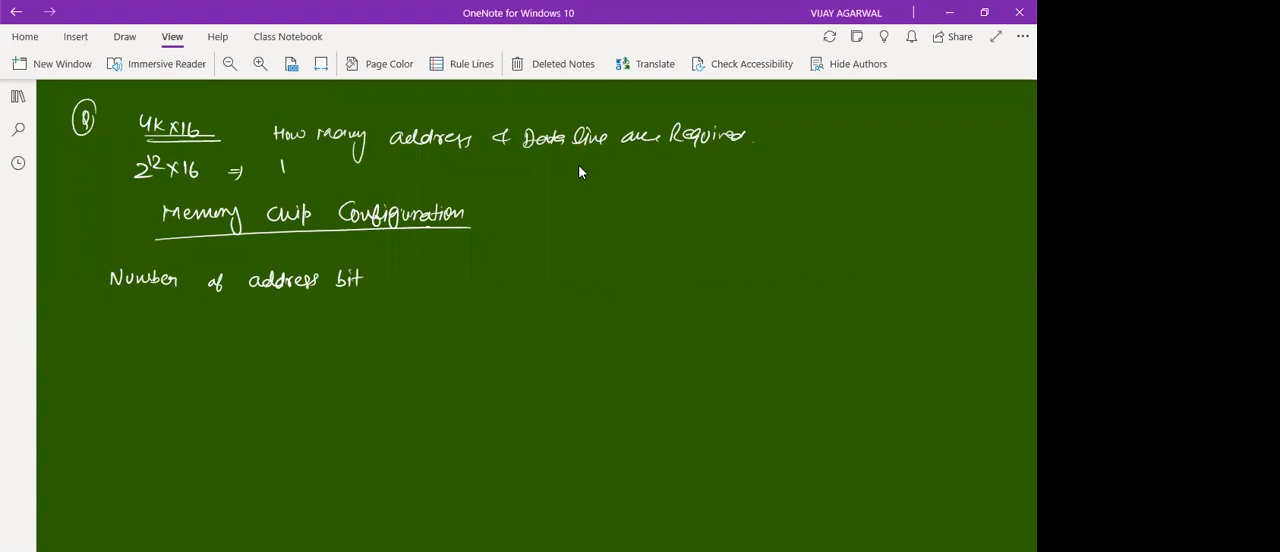 OneNote for Windows 10
VIJAY AGARWAL
Home Insert Draw View Help Class Notebook
Share
New Window Immersive Reader Page Color Rule Lines Deleted Notes Translate Check Accessibility Hide Authors
Q 4K×16 How many address & Data line are Required.
2^12×16 ⇒ 1
Memory Chip Configuration
Number of address bit